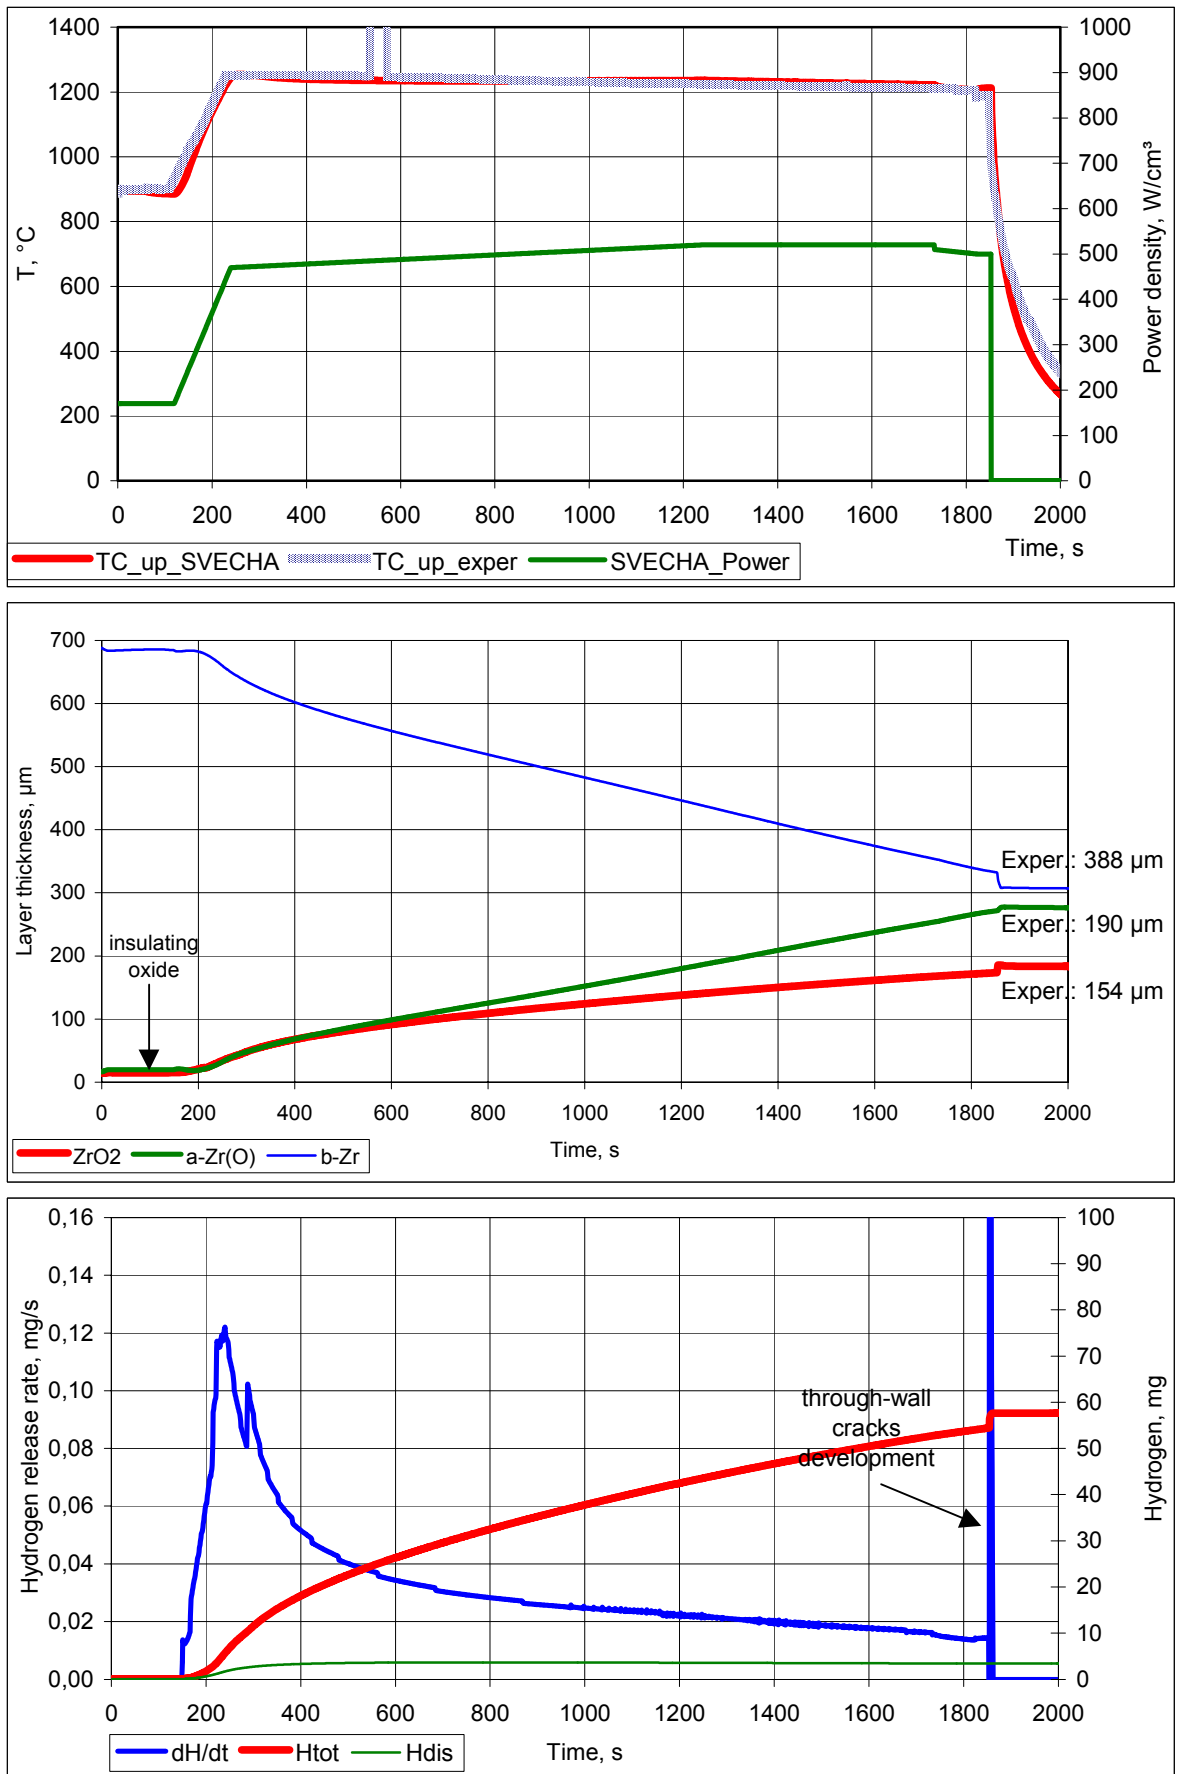 1400
1200
1000
800
600
400
200
0
T, °C
1000
900
800
700
600
500
400
300
200
100
0
Power density, W/cm³
0 200 400 600 800 1000 1200 1400 1600 1800 2000
Time, s
TC_up_SVECHA TC_up_exper SVECHA_Power
700
600
500
400
300
200
100
0
Layer thickness, µm
insulating
oxide
Exper.: 388 µm
Exper.: 190 µm
Exper.: 154 µm
0 200 400 600 800 1000 1200 1400 1600 1800 2000
Time, s
ZrO2 a-Zr(O) b-Zr
0,16
0,14
0,12
0,10
0,08
0,06
0,04
0,02
0,00
Hydrogen release rate, mg/s
100
90
80
70
60
50
40
30
20
10
0
Hydrogen, mg
through-wall
cracks
development
0 200 400 600 800 1000 1200 1400 1600 1800 2000
Time, s
dH/dt Htot Hdis